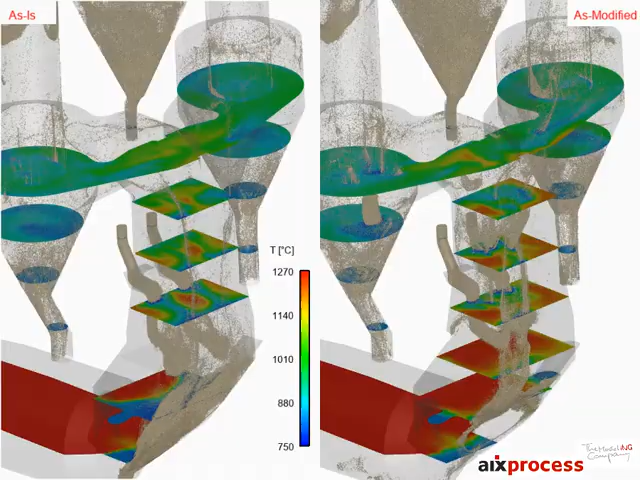 As-Is
As-Modified
T [°C]
1270
1140
1010
880
750
aixprocess